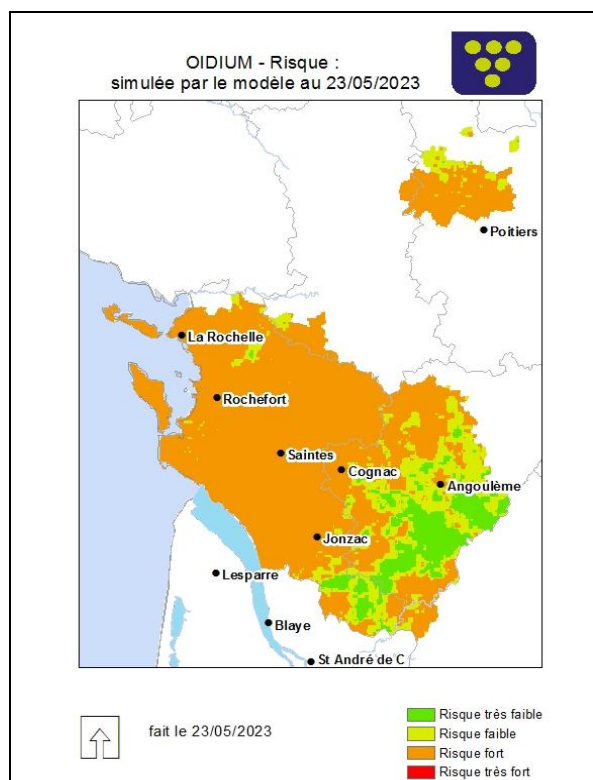 OIDIUM - Risque :
simulée par le modèle au 23/05/2023
Poitiers
La Rochelle
Rochefort
Saintes
Cognac
Angoulême
Jonzac
Lesparre
Blaye
St André de C
fait le 23/05/2023
Risque très faible
Risque faible
Risque fort
Risque très fort